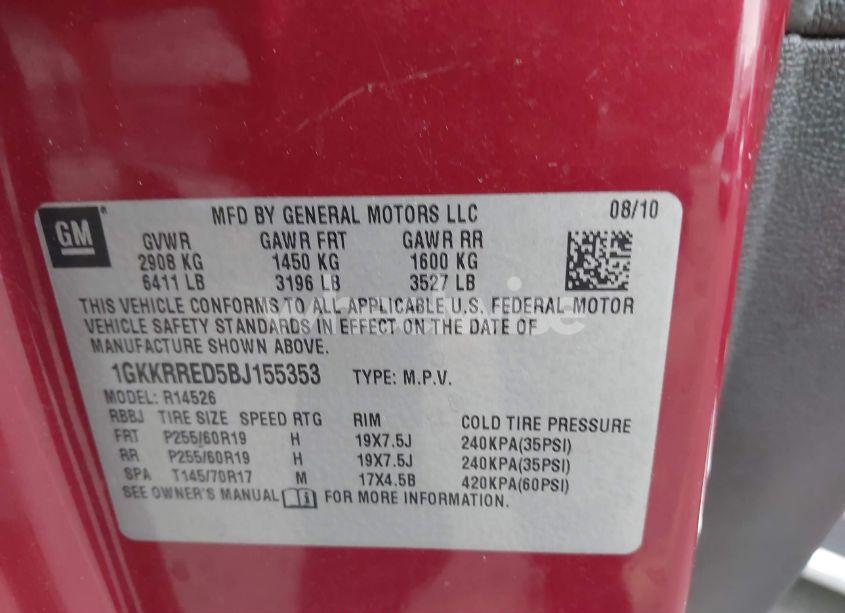 GM
MFD BY GENERAL MOTORS LLC 08/10
GVWR GAWR FRT GAWR RR
2908 KG 1450 KG 1600 KG
6411 LB 3196 LB 3527 LB
THIS VEHICLE CONFORMS TO ALL APPLICABLE U.S. FEDERAL MOTOR
VEHICLE SAFETY STANDARDS IN EFFECT ON THE DATE OF
MANUFACTURE SHOWN ABOVE.
1GKKRRED5BJ155353 TYPE: M.P.V.
MODEL: R14526
RBBJ TIRE SIZE SPEED RTG RIM COLD TIRE PRESSURE
FRT P255/60R19 H 19X7.5J 240KPA(35PSI)
RR P255/60R19 H 19X7.5J 240KPA(35PSI)
SPA T145/70R17 M 17X4.5B 420KPA(60PSI)
SEE OWNER'S MANUAL FOR MORE INFORMATION.